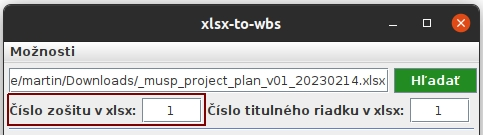 xlsx-to-wbs
Možnosti
e/martin/Downloads/_musp_project_plan_v01_20230214.xlsx Hľadať
Číslo zošitu v xlsx: 1 Číslo titulného riadku v xlsx: 1